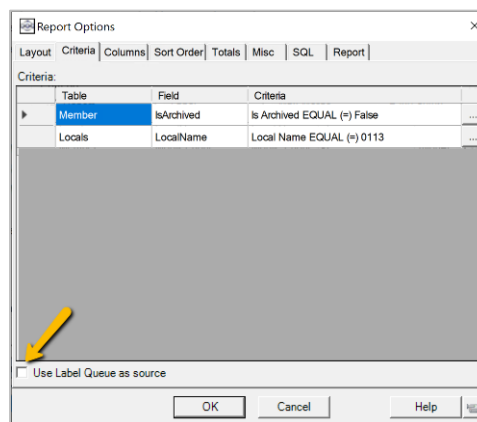 Report Options
Layout Criteria Columns Sort Order Totals Misc SQL Report
Criteria:
Table Field Criteria
Member IsArchived Is Archived EQUAL (=) False ...
Locals LocalName Local Name EQUAL (=) 0113 ...
Use Label Queue as source
OK Cancel Help